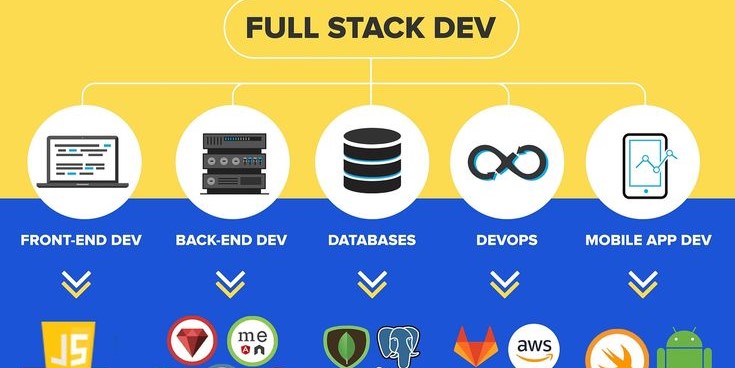 FULL STACK DEV
FRONT-END DEV
BACK-END DEV
DATABASES
DEVOPS
MOBILE APP DEV
JS
me
A
aws